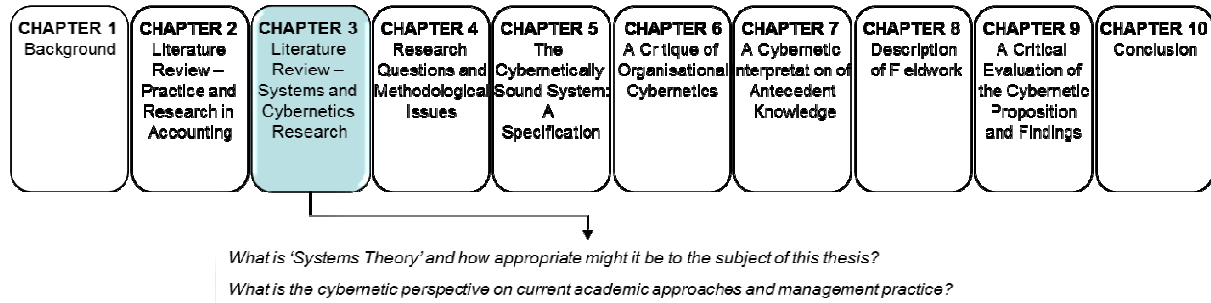 CHAPTER 1
Background
CHAPTER 2
Literature
Review –
Practice and
Research in
Accounting
CHAPTER 3
Literature
Review –
Systems and
Cybernetics
Research
CHAPTER 4
Research
Questions and
Methodological
Issues
CHAPTER 5
The
Cybernetically
Sound System:
A
Specification
CHAPTER 6
A Critique of
Organisational
Cybernetics
CHAPTER 7
A Cybernetic
nterpretation of
Antecedent
Knowledge
CHAPTER 8
Description
of Fieldwork
CHAPTER 9
A Critical
Evaluation of
the Cybernetic
Proposition
and Findings
CHAPTER 10
Conclusion
What is ‘Systems Theory’ and how appropriate might it be to the subject of this thesis?
What is the cybernetic perspective on current academic approaches and management practice?